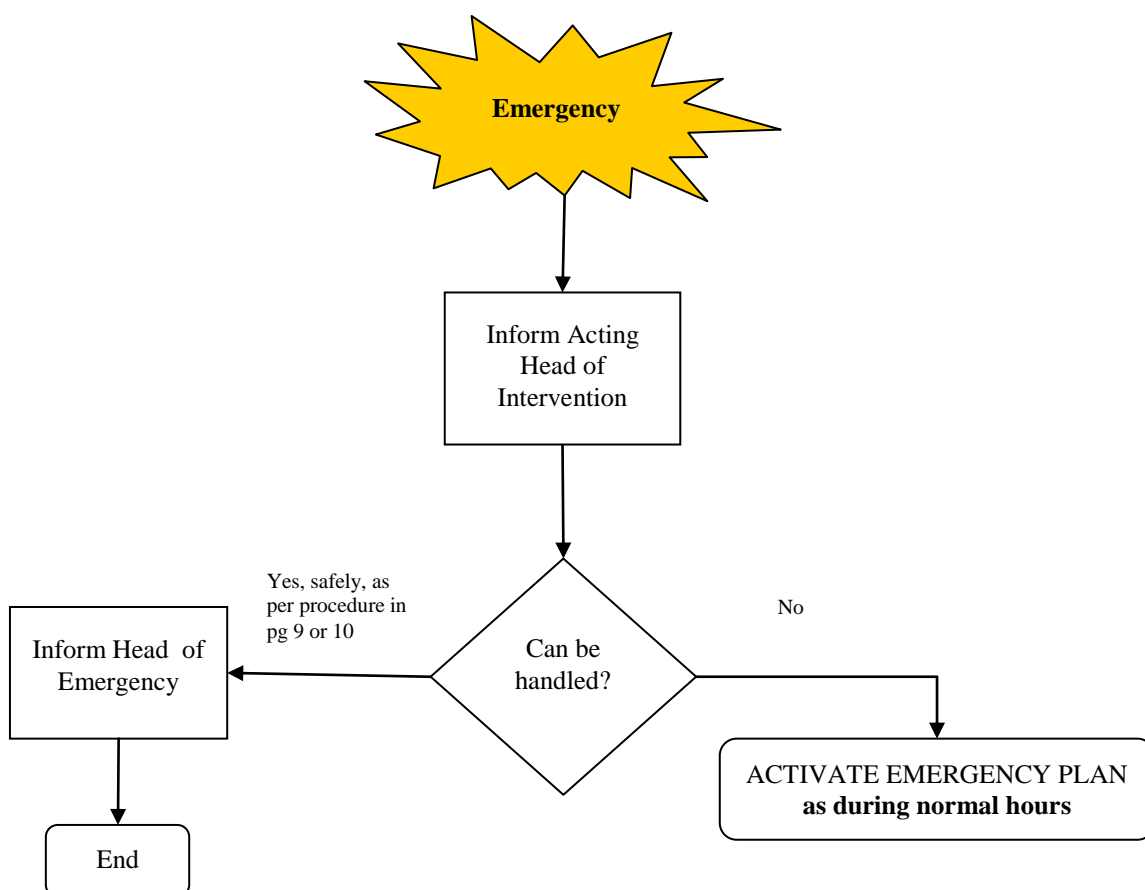 Emergency
Inform Acting
Head of
Intervention
Yes, safely, as
per procedure in
pg 9 or 10
No
Can be
handled?
Inform Head of
Emergency
ACTIVATE EMERGENCY PLAN
as during normal hours
End